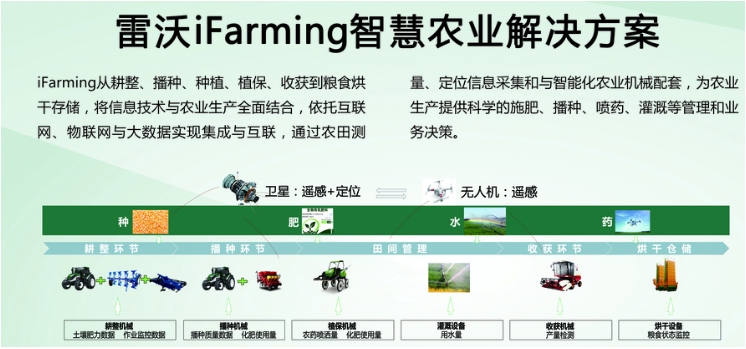 雷沃iFarming智慧农业解决方案
iFarming从耕整、播种、种植、植保、收获到粮食烘
干存储，将信息技术与农业生产全面结合，依托互联
网、物联网与大数据实现集成与互联，通过农田测
量、定位信息采集和与智能化农业机械配套，为农业
生产提供科学的施肥、播种、喷药、灌溉等管理和业
务决策。
卫星：遥感+定位
无人机：遥感
种 肥 水 药
耕整环节 播种环节 田间管理 收获环节 烘干仓储
耕整机械
土壤肥力数据 作业监控数据
播种机械
播种质量数据 化肥使用量
植保机械
农药喷洒量 化肥使用量
灌溉设备
用水量
收获机械
产量检测
烘干设备
粮食状态监控